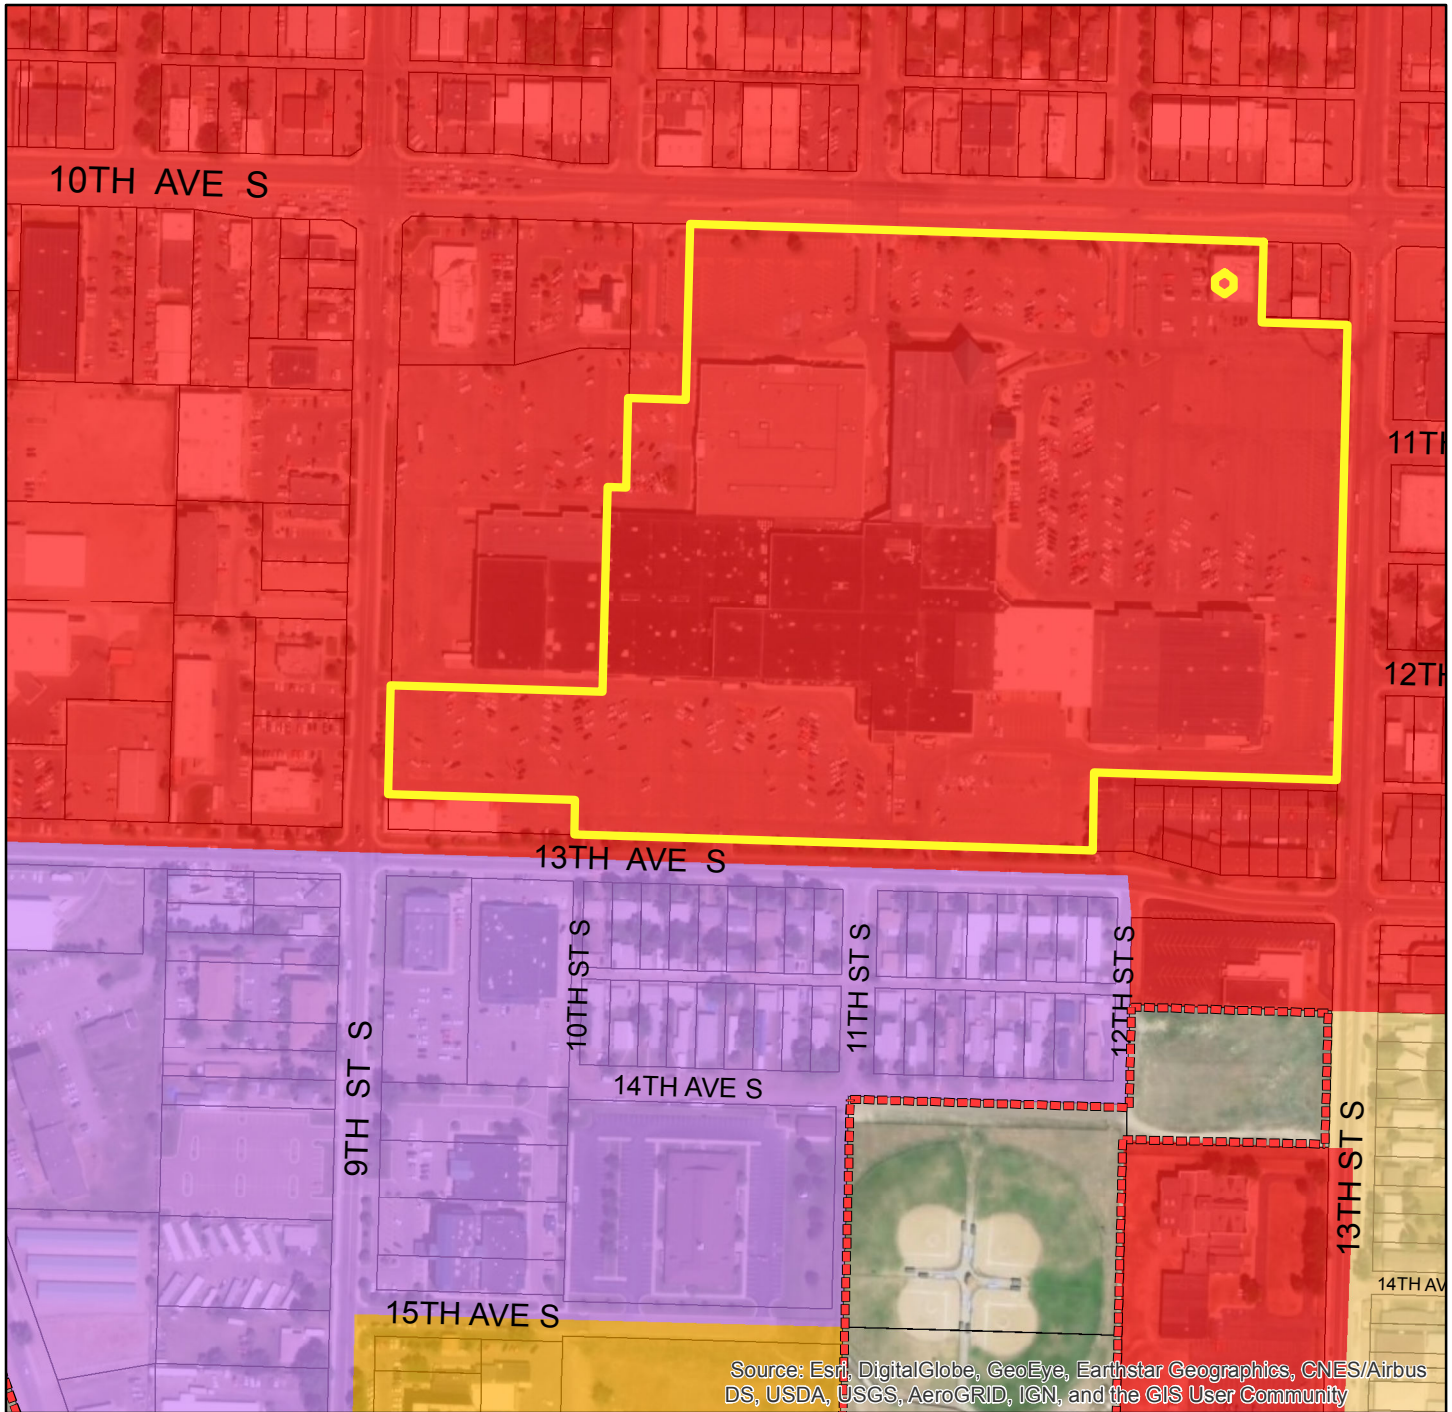 10TH AVE S
11TH
12TH
13TH AVE S
10TH ST S
11TH ST S
12TH ST S
9TH ST S
14TH AVE S
13TH ST S
14TH AV
15TH AVE S
Source: Esri, DigitalGlobe, GeoEye, Earthstar Geographics, CNES/Airbus
DS, USDA, USGS, AeroGRID, IGN, and the GIS User Community